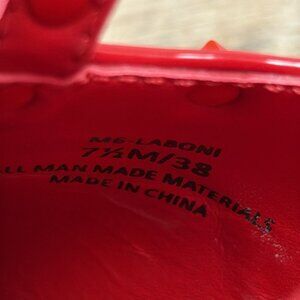 MS-LABONI
7½M/38
ALL MAN MADE MATERIALS
MADE IN CHINA